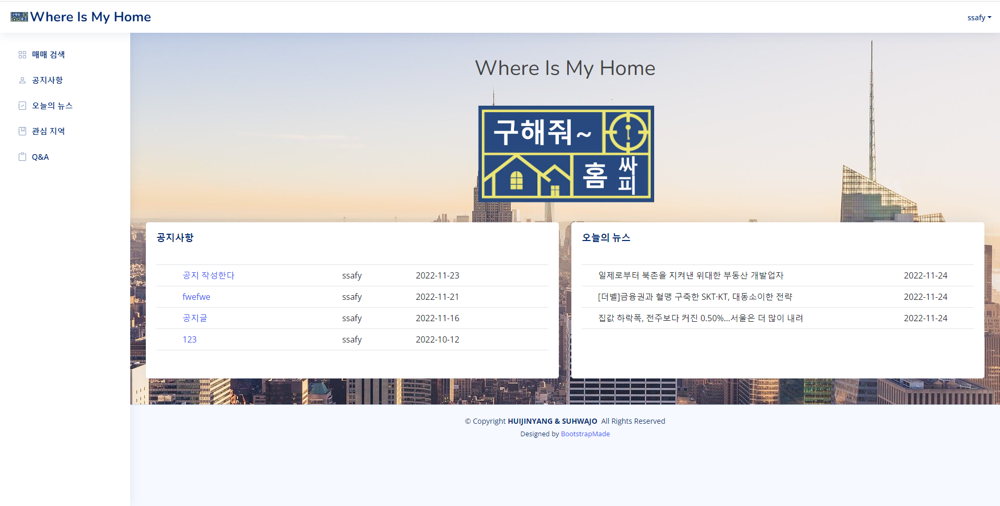 Where Is My Home
ssafy
매매 검색
공지사항
오늘의 뉴스
관심 지역
Q&A
Where Is My Home
구해줘~
홈 싸피
공지사항
공지 작성한다 ssafy 2022-11-23
fwefwe ssafy 2022-11-21
공지글 ssafy 2022-11-16
123 ssafy 2022-10-12
오늘의 뉴스
일제로부터 북촌을 지켜낸 위대한 부동산 개발업자 2022-11-24
[더벨]금융권과 혈맹 구축한 SKT·KT, 대동소이한 전략 2022-11-24
집값 하락폭, 전주보다 커진 0.50%...서울은 더 많이 내려 2022-11-24
© Copyright HUIJINYANG & SUHWAJO All Rights Reserved
Designed by BootstrapMade